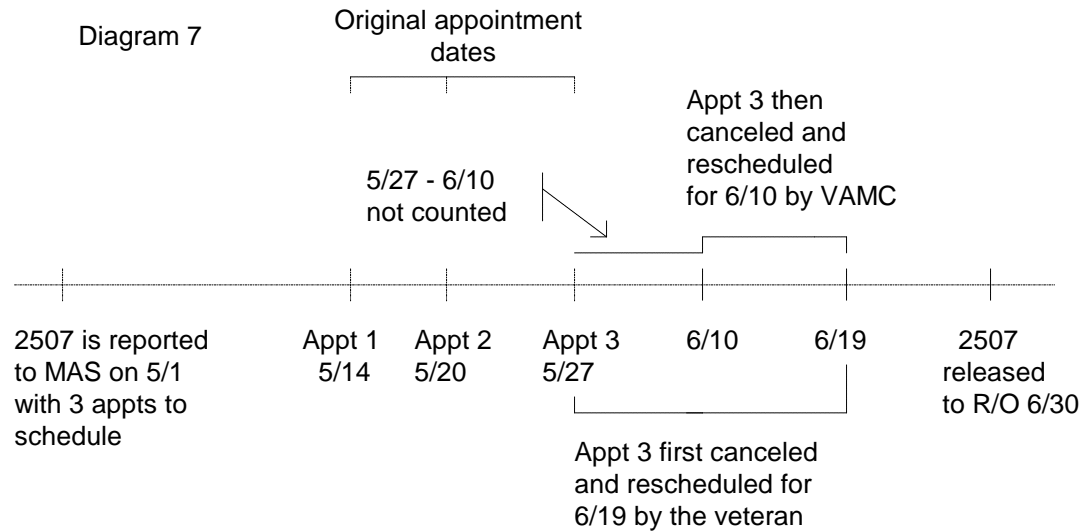 Diagram 7
Original appointment
dates
Appt 3 then
canceled and
rescheduled
for 6/10 by VAMC
5/27 - 6/10
not counted
2507 is reported
to MAS on 5/1
with 3 appts to
schedule
Appt 1
5/14
Appt 2
5/20
Appt 3
5/27
6/10
6/19
2507
released
to R/O 6/30
Appt 3 first canceled
and rescheduled for
6/19 by the veteran